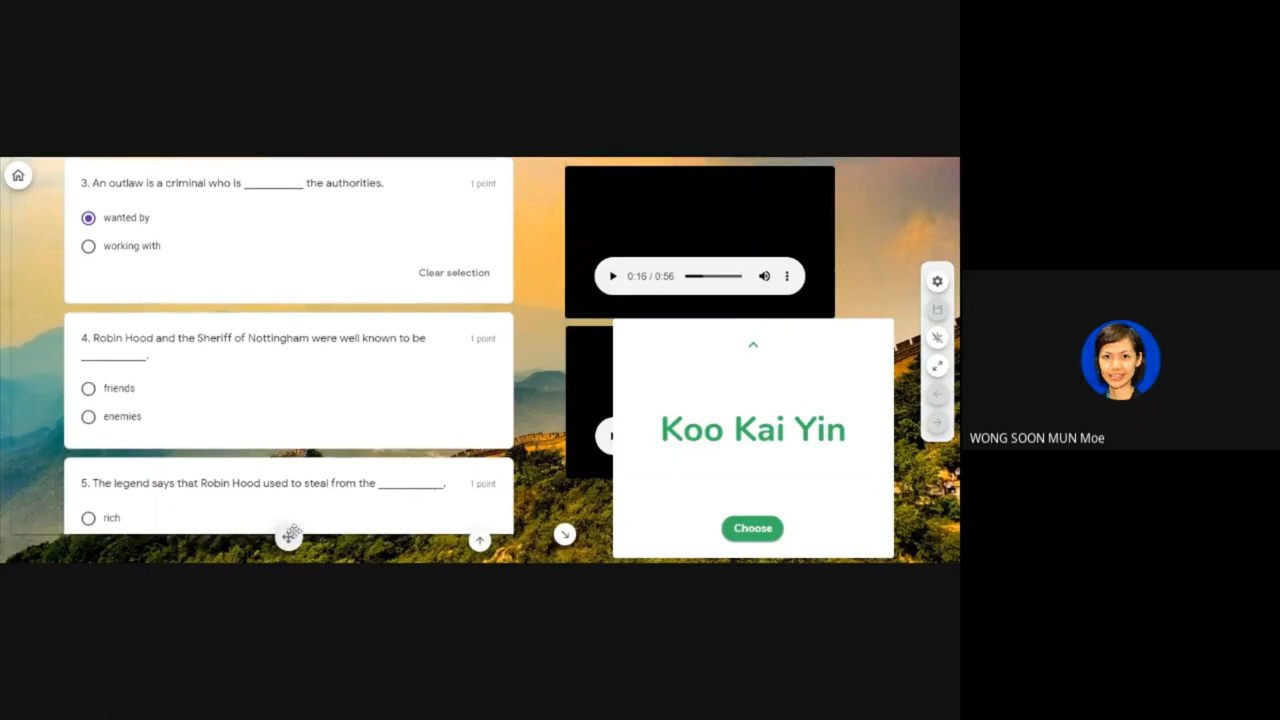 3. An outlaw is a criminal who is __________ the authorities.
1 point
wanted by
working with
Clear selection
4. Robin Hood and the Sheriff of Nottingham were well known to be
___________.
1 point
friends
enemies
5. The legend says that Robin Hood used to steal from the ___________.
1 point
rich
0:16 / 0:56
Koo Kai Yin
Choose
WONG SOON MUN Moe